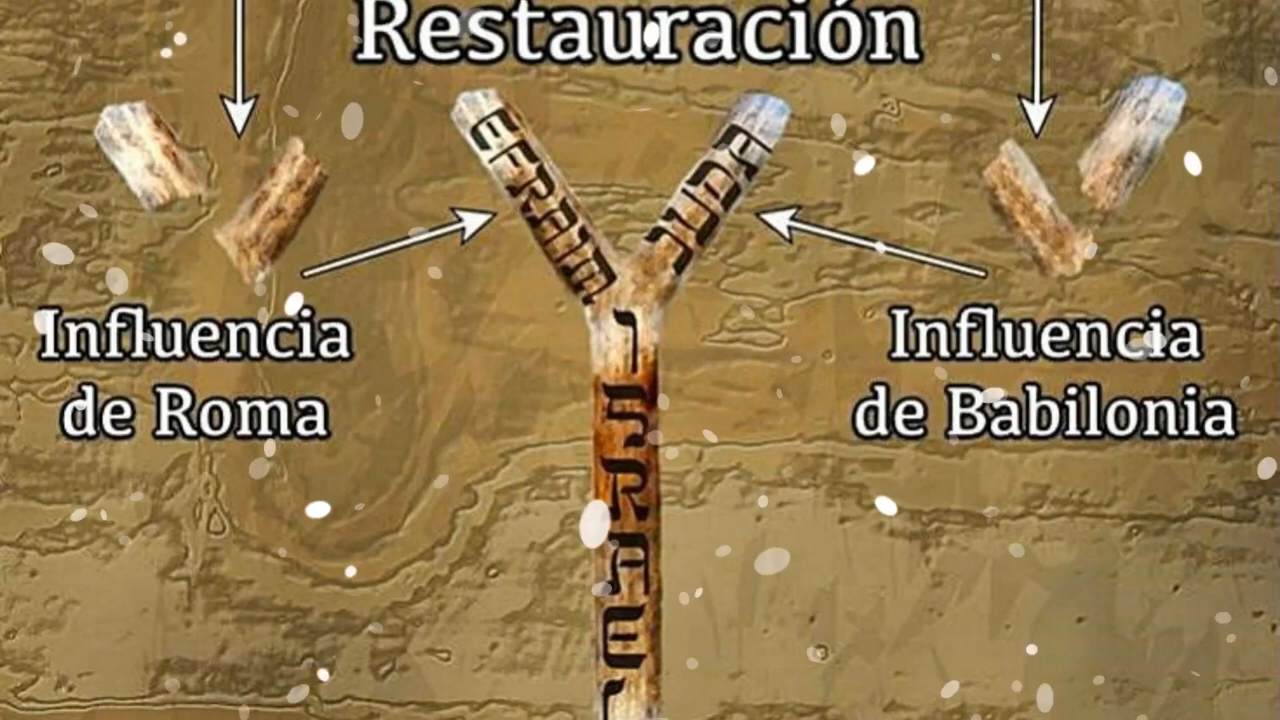 Restauración
EFRAIM
ISRAEL
Influencia
de Roma
Influencia
de Babilonia